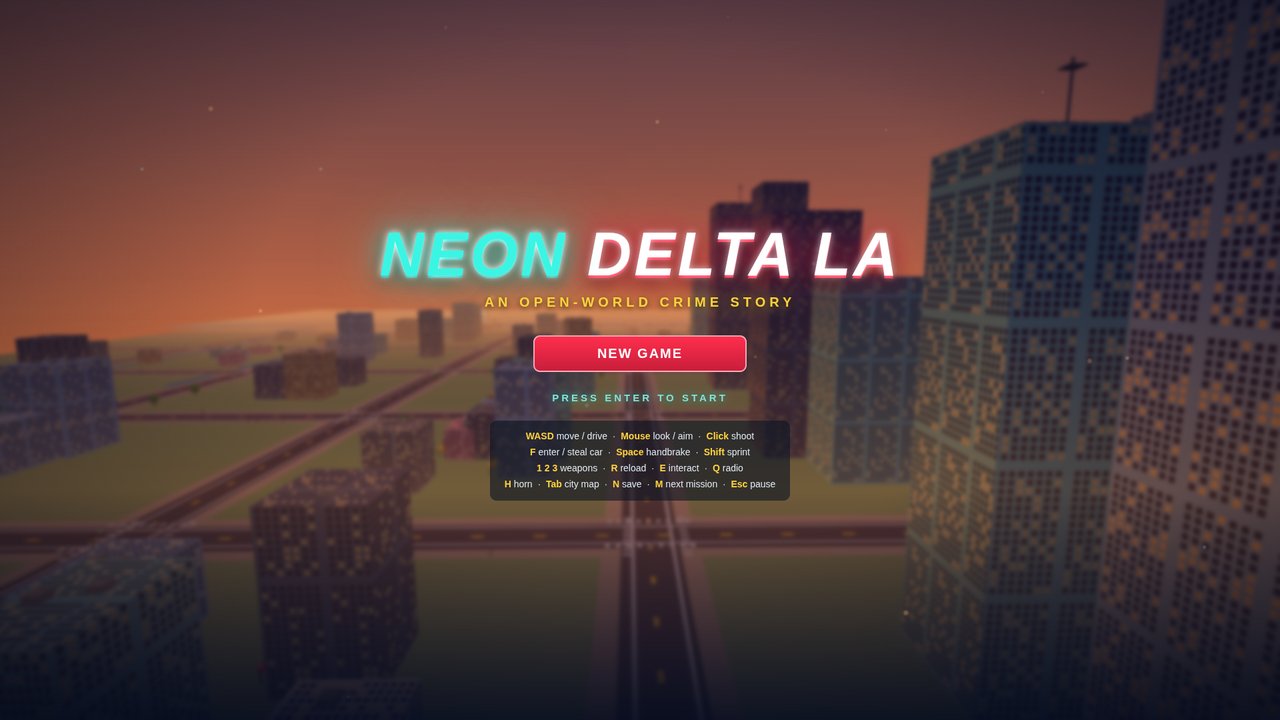 NEON DELTA LA
AN OPEN-WORLD CRIME STORY
NEW GAME
PRESS ENTER TO START
WASD move / drive · Mouse look / aim · Click shoot
F enter / steal car · Space handbrake · Shift sprint
1 2 3 weapons · R reload · E interact · Q radio
H horn · Tab city map · N save · M next mission · Esc pause